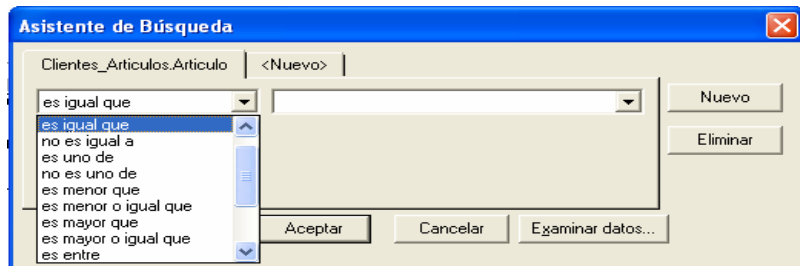 Asistente de Búsqueda
Clientes_Articulos.Articulo <Nuevo>
es igual que
Nuevo
es igual que
no es igual a
Eliminar
es uno de
no es uno de
es menor que
es menor o igual que
es mayor que
Aceptar Cancelar Examinar datos...
es mayor o igual que
es entre